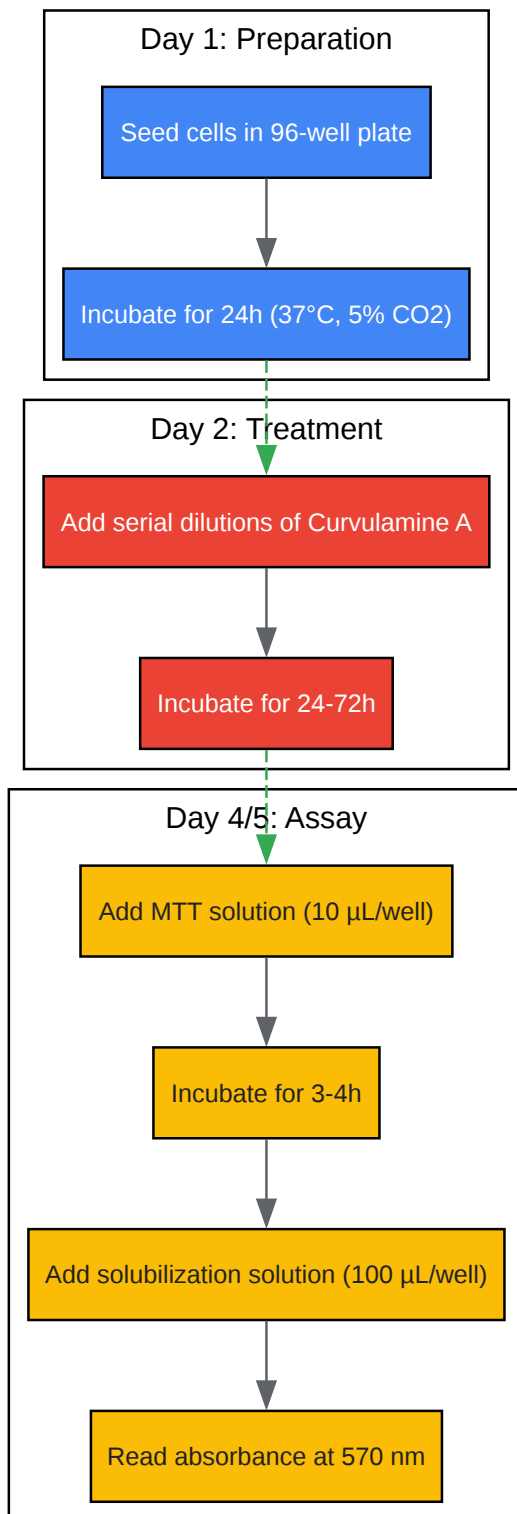 Day 1: Preparation
Seed cells in 96-well plate
Incubate for 24h (37°C, 5% CO2)
Day 2: Treatment
Add serial dilutions of Curvulamine A
Incubate for 24-72h
Day 4/5: Assay
Add MTT solution (10 µL/well)
Incubate for 3-4h
Add solubilization solution (100 µL/well)
Read absorbance at 570 nm